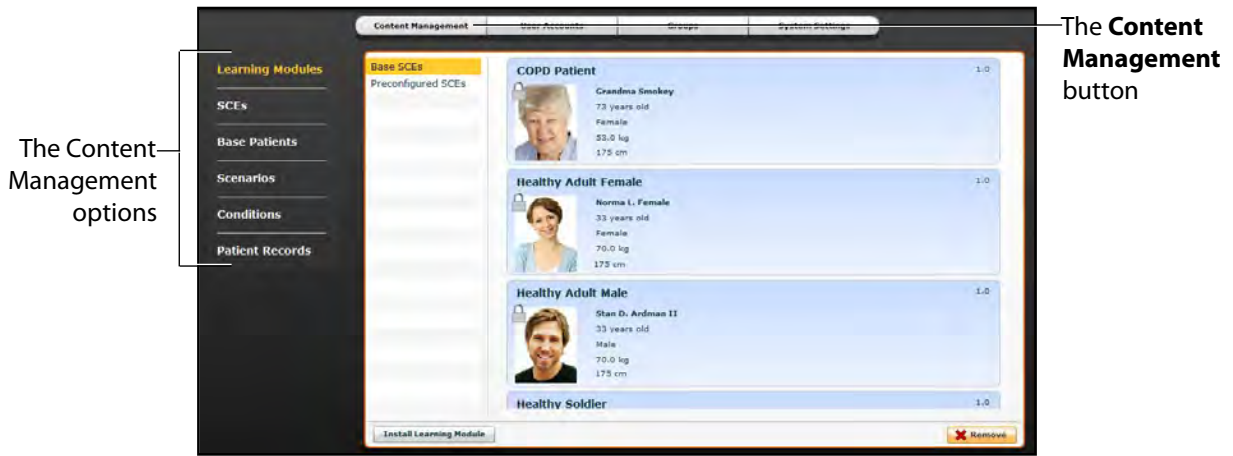 Content Management
User Accounts
Groups
System Settings
The Content
Management
button
The Content
Management
options
Learning Modules
SCEs
Base Patients
Scenarios
Conditions
Patient Records
Base SCEs
Preconfigured SCEs
COPD Patient 1.0
Grandma Smokey
73 years old
Female
53.0 kg
175 cm
Healthy Adult Female 1.0
Norma L. Female
33 years old
Female
70.0 kg
175 cm
Healthy Adult Male 1.0
Stan D. Ardman II
33 years old
Male
70.0 kg
175 cm
Healthy Soldier 1.0
Install Learning Module
Remove